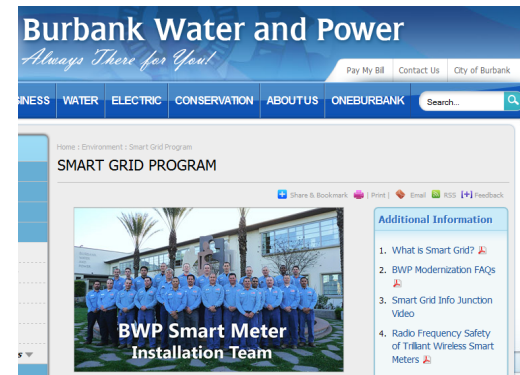 Burbank Water and Power
Always There for You!
Pay My Bill Contact Us City of Burbank
INESS WATER ELECTRIC CONSERVATION ABOUT US ONEBURBANK Search...
Home : Environment : Smart Grid Program
SMART GRID PROGRAM
Share & Bookmark | Print | Email RSS [+] Feedback
BWP Smart Meter
Installation Team
Additional Information
1. What is Smart Grid?
2. BWP Modernization FAQs
3. Smart Grid Info Junction
Video
4. Radio Frequency Safety
of Trilliant Wireless Smart
Meters
s